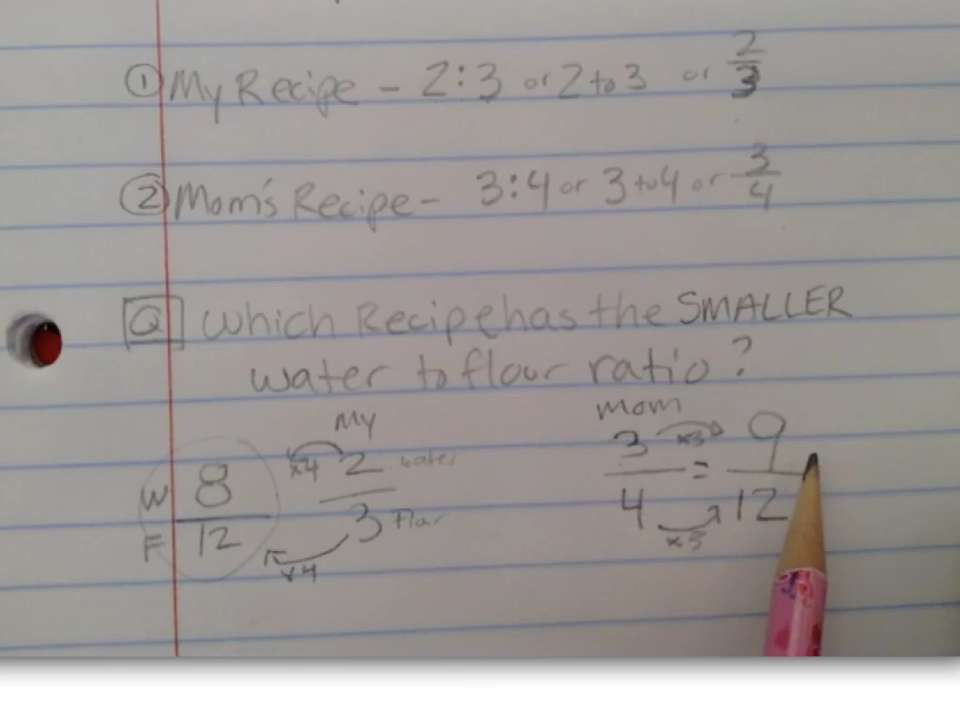 ① My Recipe - 2:3 or 2 to 3 or 2/3
② Mom's Recipe - 3:4 or 3 to 4 or 3/4
Q Which Recipe has the SMALLER
water to flour ratio?
My
W 8
F 12
x4 2 water
3 Flour
x4
Mom
3 x3 9
4 = 12
x3